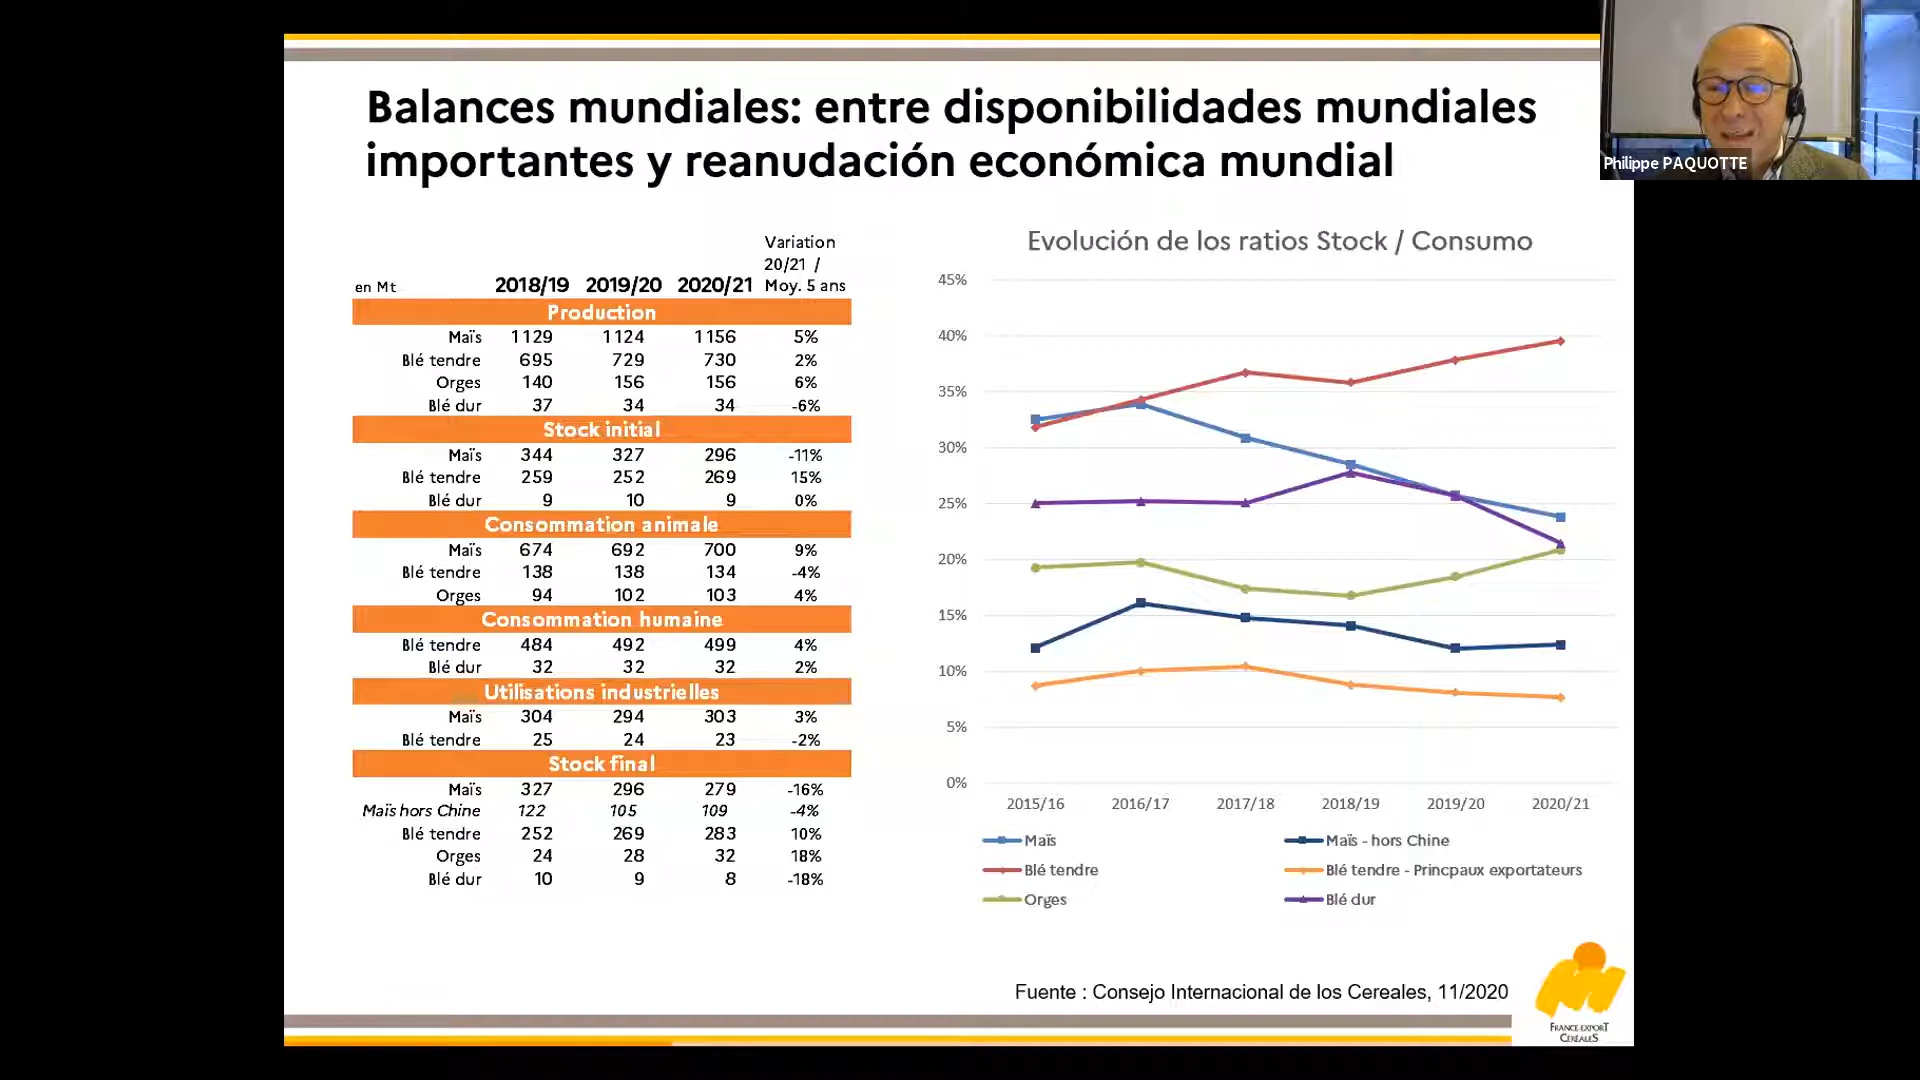 Balances mundiales: entre disponibilidades mundiales
importantes y reanudación económica mundial
Philippe PAQUOTTE
Variation
20/21 /
en Mt 2018/19 2019/20 2020/21 Moy. 5 ans
Production
Maïs 1129 1124 1156 5%
Blé tendre 695 729 730 2%
Orges 140 156 156 6%
Blé dur 37 34 34 -6%
Stock initial
Maïs 344 327 296 -11%
Blé tendre 259 252 269 15%
Blé dur 9 10 9 0%
Consommation animale
Maïs 674 692 700 9%
Blé tendre 138 138 134 -4%
Orges 94 102 103 4%
Consommation humaine
Blé tendre 484 492 499 4%
Blé dur 32 32 32 2%
Utilisations industrielles
Maïs 304 294 303 3%
Blé tendre 25 24 23 -2%
Stock final
Maïs 327 296 279 -16%
Maïs hors Chine 122 105 109 -4%
Blé tendre 252 269 283 10%
Orges 24 28 32 18%
Blé dur 10 9 8 -18%
Evolución de los ratios Stock / Consumo
45%
40%
35%
30%
25%
20%
15%
10%
5%
0%
2015/16 2016/17 2017/18 2018/19 2019/20 2020/21
Maïs Maïs - hors Chine
Blé tendre Blé tendre - Princpaux exportateurs
Orges Blé dur
Fuente : Consejo Internacional de los Cereales, 11/2020
FRANCE EXPORT
CÉRÉALES